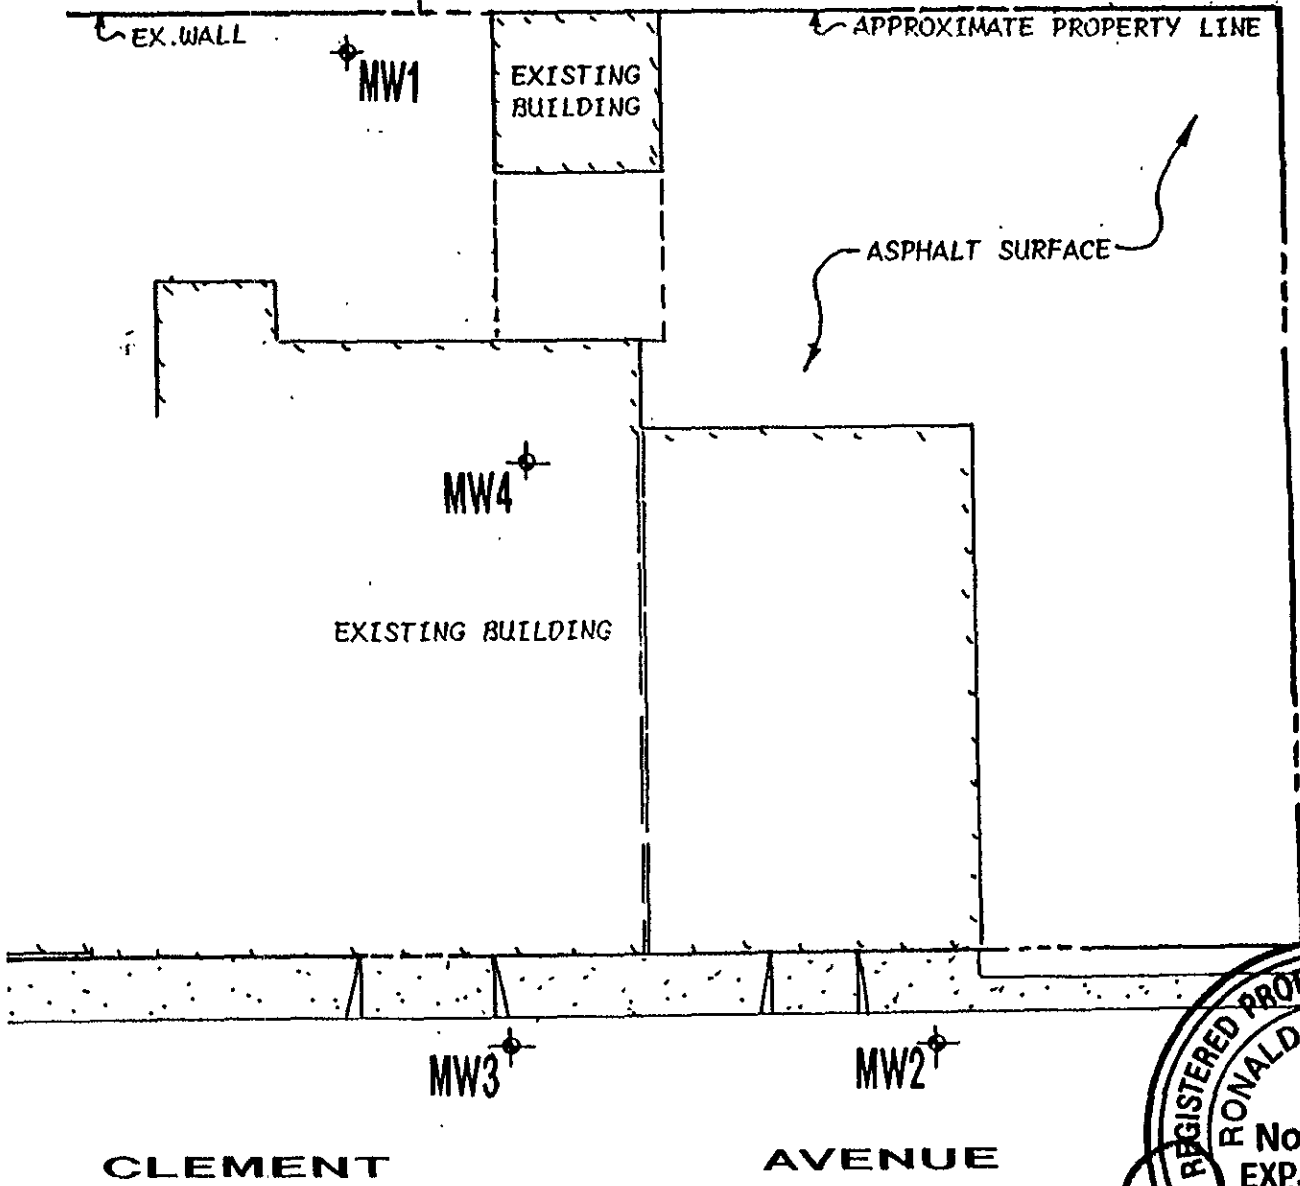 EX.WALL
MW1
EXISTING
BUILDING
APPROXIMATE PROPERTY LINE
ASPHALT SURFACE
MW4
EXISTING BUILDING
MW3
MW2
CLEMENT AVENUE
REGISTERED
RONALD
No
EXP.